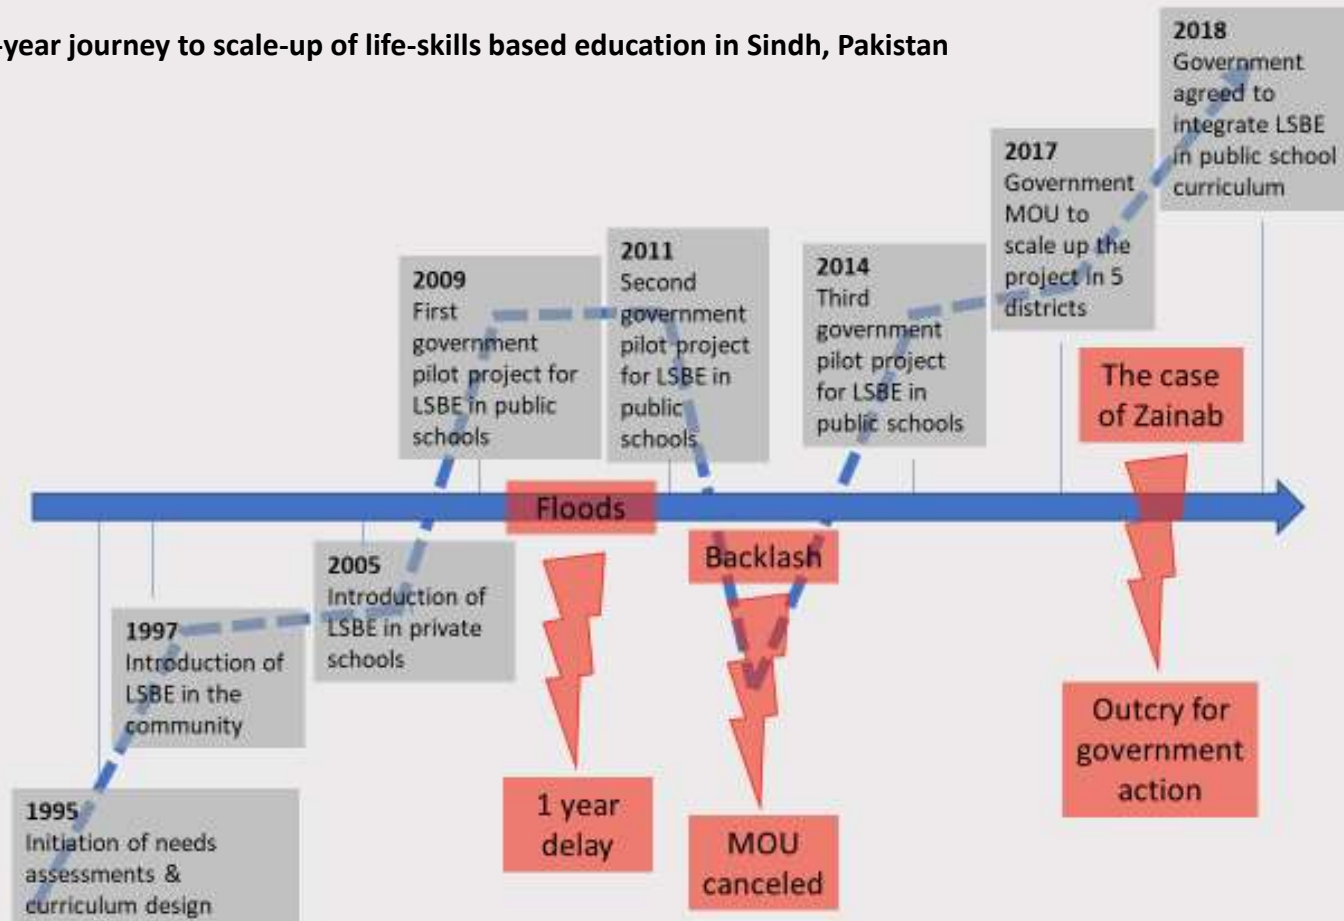 -year journey to scale-up of life-skills based education in Sindh, Pakistan
2018
Government
agreed to
integrate LSBE
in public school
curriculum
2017
Government
MOU to
scale up the
project in 5
districts
2009
First
government
pilot project for
LSBE in public
schools
2011
Second
government
pilot project
for LSBE in
public
schools
2014
Third
government
pilot project
for LSBE in
public schools
The case
of Zainab
Floods
Backlash
2005
Introduction of
LSBE in private
schools
1997
Introduction of
LSBE in the
community
1995
Initiation of needs
assessments &
curriculum design
1 year
delay
MOU
canceled
Outcry for
government
action